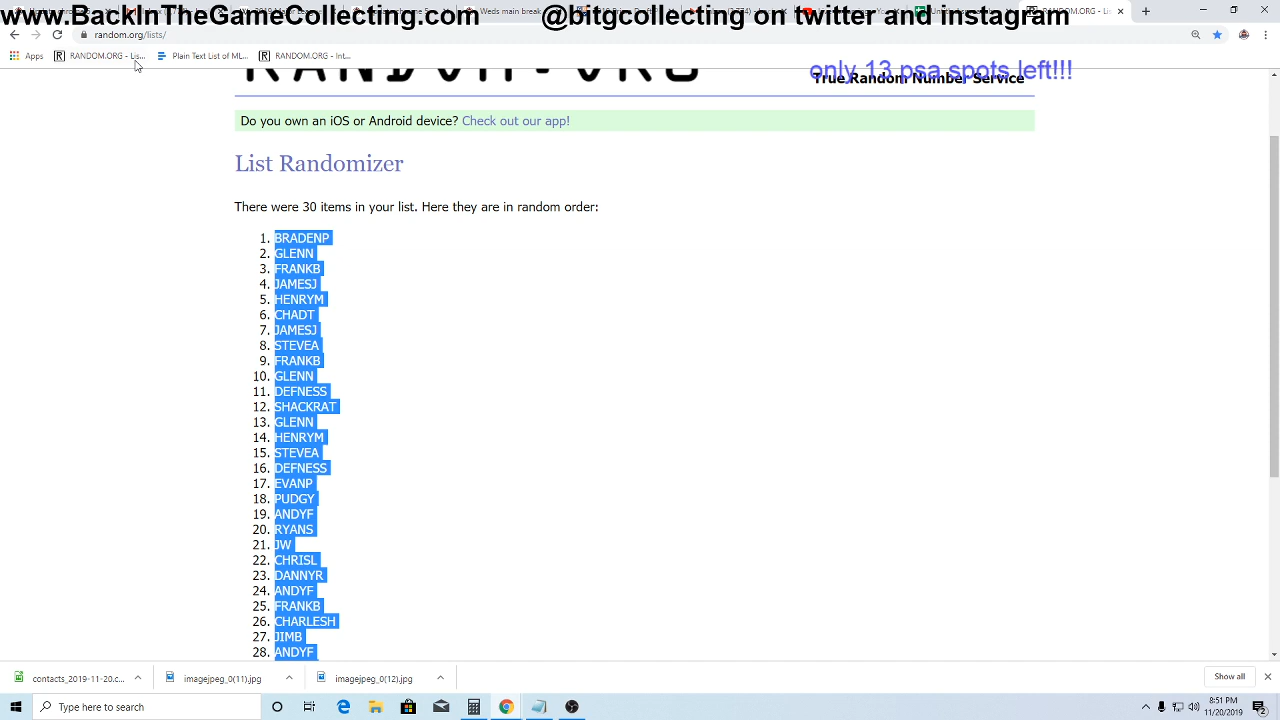 www.BackInTheGameCollecting.com @bitgcollecting on twitter and instagram
random.org/lists/
Apps RANDOM.ORG - Lis... Plain Text List of ML... RANDOM.ORG - Int...
RANDOM.ORG
only 13 psa spots left!!!
True Random Number Service
Do you own an iOS or Android device? Check out our app!
List Randomizer
There were 30 items in your list. Here they are in random order:
1. BRADENP
2. GLENN
3. FRANKB
4. JAMESJ
5. HENRYM
6. CHADT
7. JAMESJ
8. STEVEA
9. FRANKB
10. GLENN
11. DEFNESS
12. SHACKRAT
13. GLENN
14. HENRYM
15. STEVEA
16. DEFNESS
17. EVANP
18. PUDGY
19. ANDYF
20. RYANS
21. JW
22. CHRISL
23. DANNYR
24. ANDYF
25. FRANKB
26. CHARLESH
27. JIMB
28. ANDYF
contacts_2019-11-20.c... imagejpeg_0(11).jpg imagejpeg_0(12).jpg Show all
Type here to search
8:51 PM
11/20/2019
2